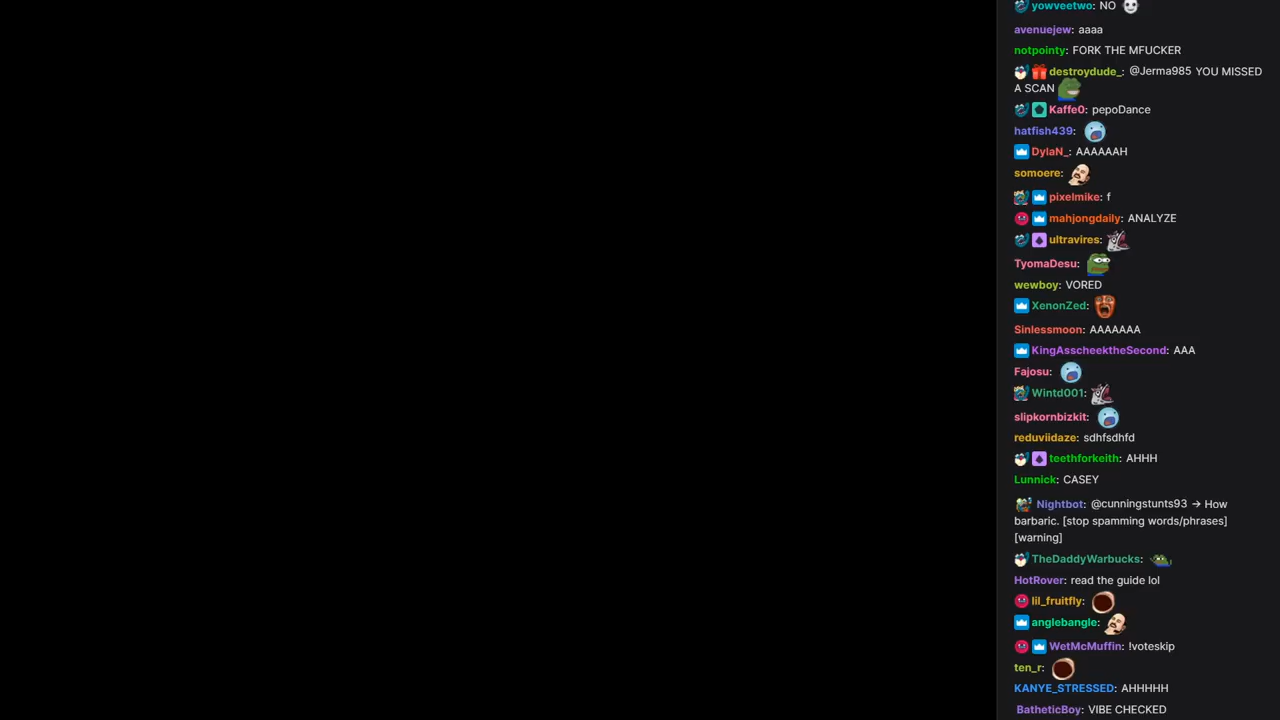 yowveetwo: NO
avenuejew: aaaa
notpointy: FORK THE MFUCKER
destroydude_: @Jerma985 YOU MISSED
A SCAN
Kaffe0: pepoDance
hatfish439:
DylaN_: AAAAAAH
somoere:
pixelmike: f
mahjongdaily: ANALYZE
ultravires:
TyomaDesu:
wewboy: VORED
XenonZed:
Sinlessmoon: AAAAAAA
KingAsscheektheSecond: AAA
Fajosu:
Wintd001:
slipkornbizkit:
reduviidaze: sdhfsdhfd
teethforkeith: AHHH
Lunnick: CASEY
Nightbot: @cunningstunts93 → How
barbaric. [stop spamming words/phrases]
[warning]
TheDaddyWarbucks:
HotRover: read the guide lol
lil_fruitfly:
anglebangle:
WetMcMuffin: !voteskip
ten_r:
KANYE_STRESSED: AHHHHH
BatheticBoy: VIBE CHECKED